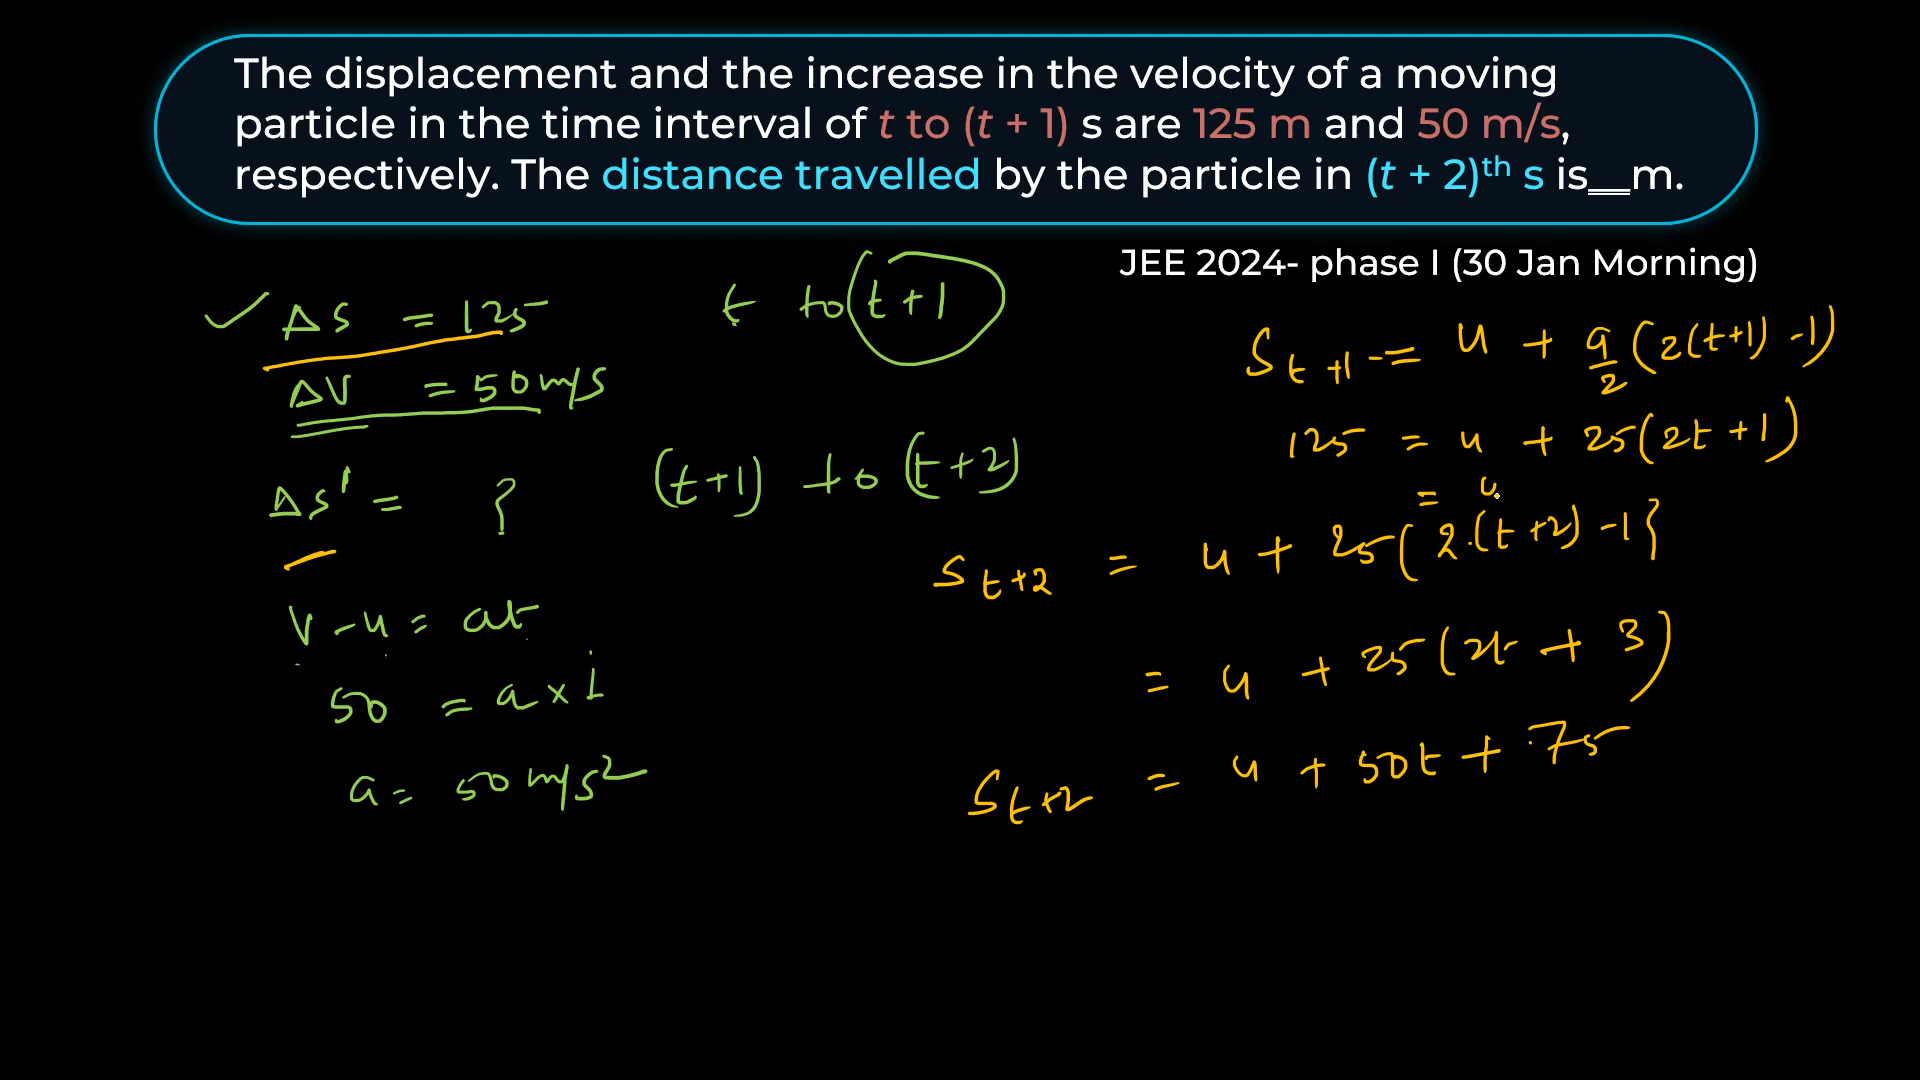 The displacement and the increase in the velocity of a moving
particle in the time interval of t to (t + 1) s are 125 m and 50 m/s,
respectively. The distance travelled by the particle in (t + 2)ᵗʰ s is__m.
JEE 2024- phase I (30 Jan Morning)
✓ Δs = 125
t to (t+1
Δv = 50 m/s
Δs' = ?
(t+1) to (t+2)
v - u = at
50 = a × 1
a = 50 m/s²
S t+1 = u + a/2 (2(t+1) -1)
125 = u + 25(2t +1)
= u
S t+2 = u + 25{2.(t+2) -1}
= u + 25(2t + 3)
S t+2 = u + 50t + 75